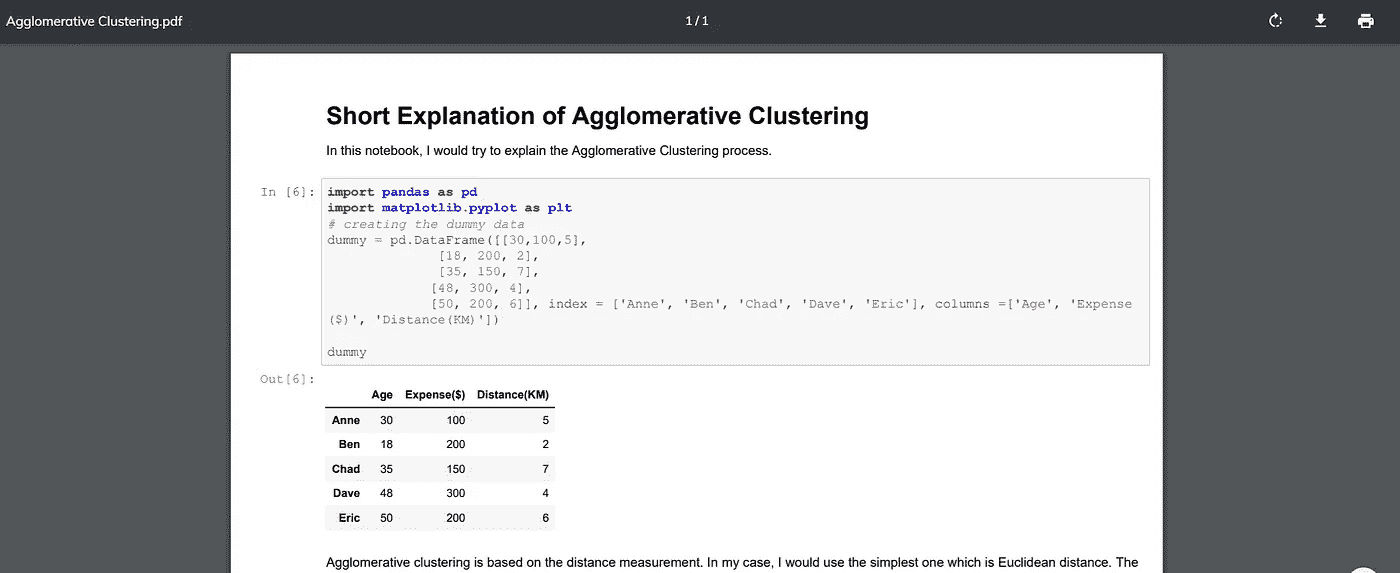 Agglomerative Clustering.pdf
1 / 1
Short Explanation of Agglomerative Clustering
In this notebook, I would try to explain the Agglomerative Clustering process.
In [6]:
import pandas as pd
import matplotlib.pyplot as plt
# creating the dummy data
dummy = pd.DataFrame([[30,100,5],
[18, 200, 2],
[35, 150, 7],
[48, 300, 4],
[50, 200, 6]], index = ['Anne', 'Ben', 'Chad', 'Dave', 'Eric'], columns =['Age', 'Expense
($)', 'Distance(KM)'])
dummy
Out[6]:
Age Expense($) Distance(KM)
Anne 30 100 5
Ben 18 200 2
Chad 35 150 7
Dave 48 300 4
Eric 50 200 6
Agglomerative clustering is based on the distance measurement. In my case, I would use the simplest one which is Euclidean distance. The